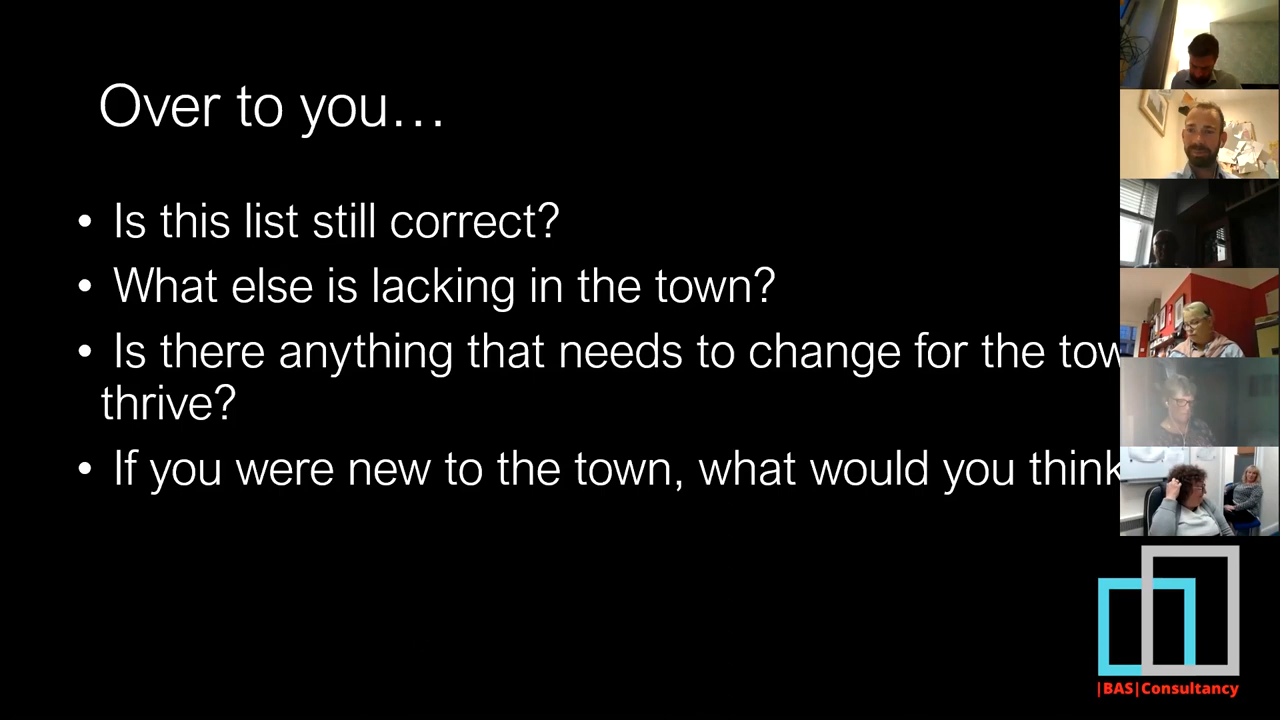 Over to you…
• Is this list still correct?
• What else is lacking in the town?
• Is there anything that needs to change for the
thrive?
• If you were new to the town, what would you think
|BAS|Consultancy